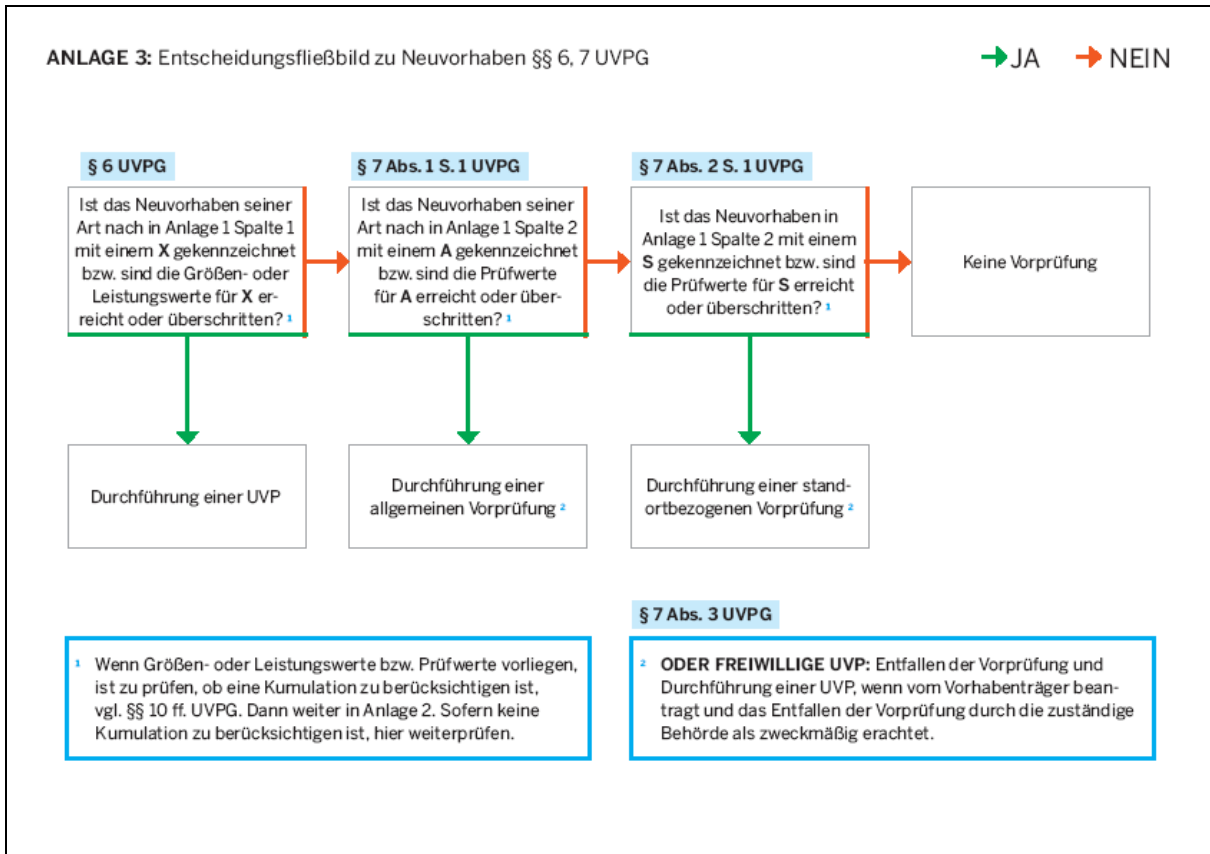 ANLAGE 3: Entscheidungsfließbild zu Neuvorhaben §§ 6, 7 UVPG
JA
NEIN
§ 6 UVPG
Ist das Neuvorhaben seiner
Art nach in Anlage 1 Spalte 1
mit einem X gekennzeichnet
bzw. sind die Größen- oder
Leistungswerte für X er-
reicht oder überschritten? 1
§ 7 Abs. 1 S. 1 UVPG
Ist das Neuvorhaben seiner
Art nach in Anlage 1 Spalte 2
mit einem A gekennzeichnet
bzw. sind die Prüfwerte
für A erreicht oder über-
schritten? 1
§ 7 Abs. 2 S. 1 UVPG
Ist das Neuvorhaben in
Anlage 1 Spalte 2 mit einem
S gekennzeichnet bzw. sind
die Prüfwerte für S erreicht
oder überschritten? 1
Keine Vorprüfung
Durchführung einer UVP
Durchführung einer
allgemeinen Vorprüfung 2
Durchführung einer stand-
ortbezogenen Vorprüfung 2
1 Wenn Größen- oder Leistungswerte bzw. Prüfwerte vorliegen,
ist zu prüfen, ob eine Kumulation zu berücksichtigen ist,
vgl. §§ 10 ff. UVPG. Dann weiter in Anlage 2. Sofern keine
Kumulation zu berücksichtigen ist, hier weiterprüfen.
§ 7 Abs. 3 UVPG
2 ODER FREIWILLIGE UVP: Entfallen der Vorprüfung und
Durchführung einer UVP, wenn vom Vorhabenträger bean-
tragt und das Entfallen der Vorprüfung durch die zuständige
Behörde als zweckmäßig erachtet.